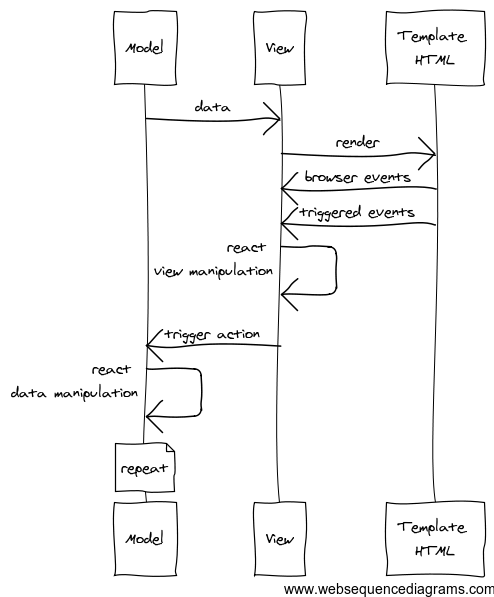 Model
View
Template
HTML
data
render
browser events
triggered events
react
view manipulation
trigger action
react
data manipulation
repeat
Model
View
Template
HTML
www.websequencediagrams.com